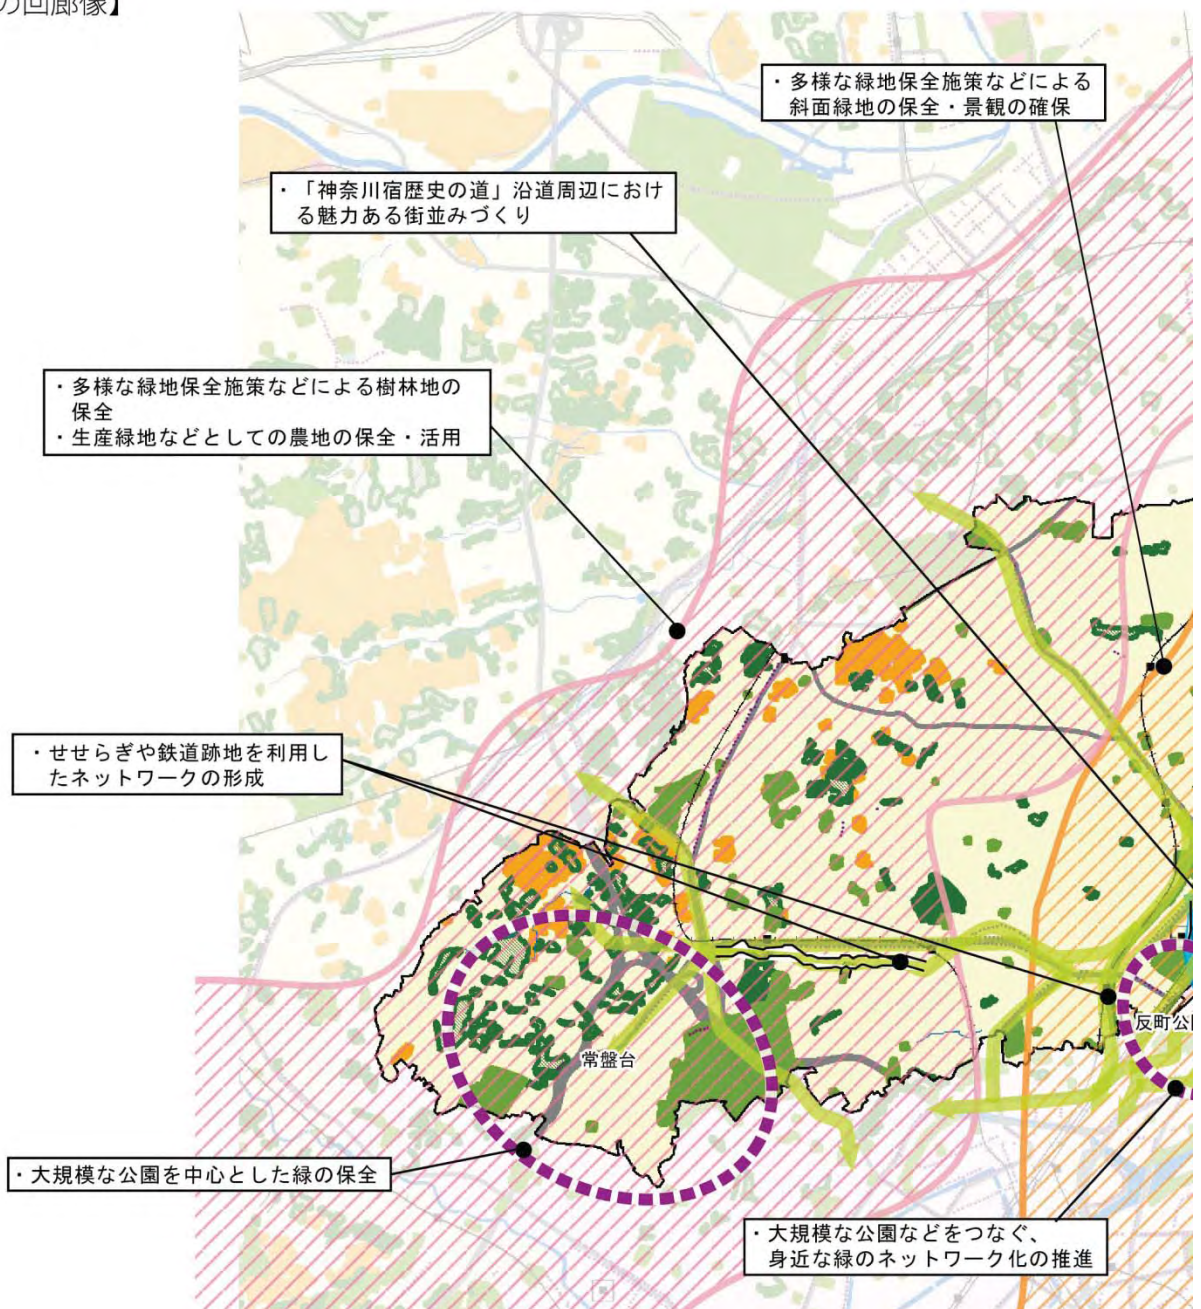 の回廊像】
・多様な緑地保全施策などによる
斜面緑地の保全・景観の確保
・「神奈川宿歴史の道」沿道周辺におけ
る魅力ある街並みづくり
・多様な緑地保全施策などによる樹林地の
保全
・生産緑地などとしての農地の保全・活用
・せせらぎや鉄道跡地を利用し
たネットワークの形成
反町公
常盤台
・大規模な公園を中心とした緑の保全
・大規模な公園などをつなぐ、
身近な緑のネットワーク化の推進